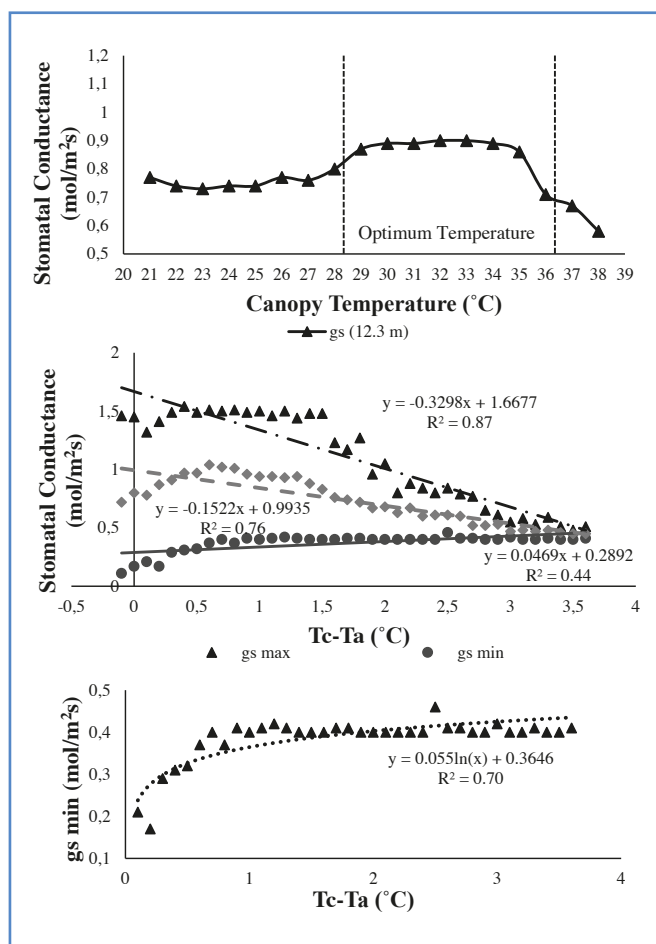 Stomatal Conductance
(mol/m²s)
1,2
1,1
1
0,9
0,8
0,7
0,6
0,5
Optimum Temperature
20 21 22 23 24 25 26 27 28 29 30 31 32 33 34 35 36 37 38 39
Canopy Temperature (˚C)
gs (12.3 m)
Stomatal Conductance
(mol/m²s)
2
1,5
1
0,5
0
y = -0.3298x + 1.6677
R² = 0.87
y = -0.1522x + 0.9935
R² = 0.76
y = 0.0469x + 0.2892
R² = 0.44
-0,5 0 0,5 1 1,5 2 2,5 3 3,5 4
Tc-Ta (˚C)
gs max gs min
gs min (mol/m²s)
0,5
0,4
0,3
0,2
0,1
y = 0.055ln(x) + 0.3646
R² = 0.70
0 1 2 3 4
Tc-Ta (˚C)